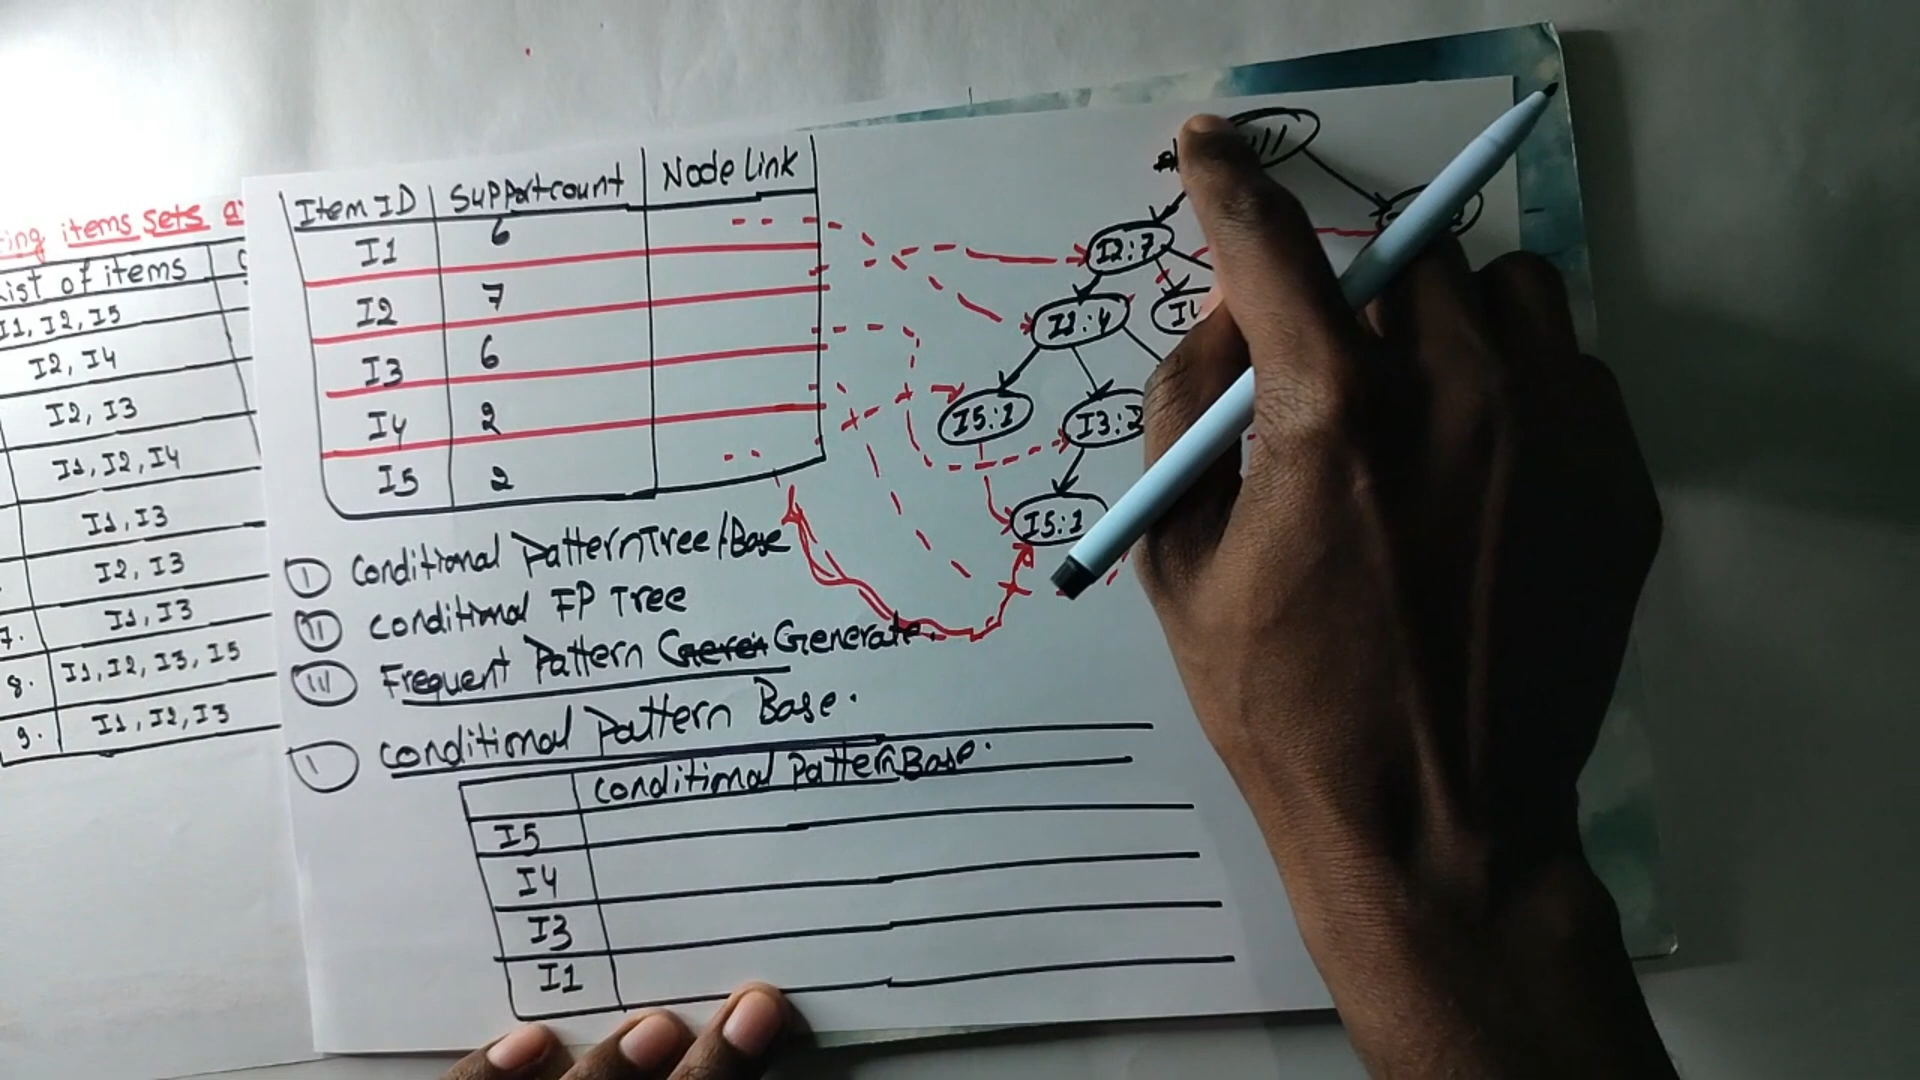 ing items sets
List of items
I1, I2, I5
I2, I4
I2, I3
I1, I2, I4
I1, I3
I2, I3
7. I1, I3
8. I1, I2, I3, I5
9. I1, I2, I3
Item ID Supportcount Node Link
I1 6
I2 7
I3 6
I4 2
I5 2
I2:7
I1:4
I4
I5:1
I3:2
I5:1
I Conditional Pattern Tree/Base
II Conditional FP Tree
III Frequent Pattern Generate.
I Conditional Pattern Base.
Conditional Pattern Base.
I5
I4
I3
I1